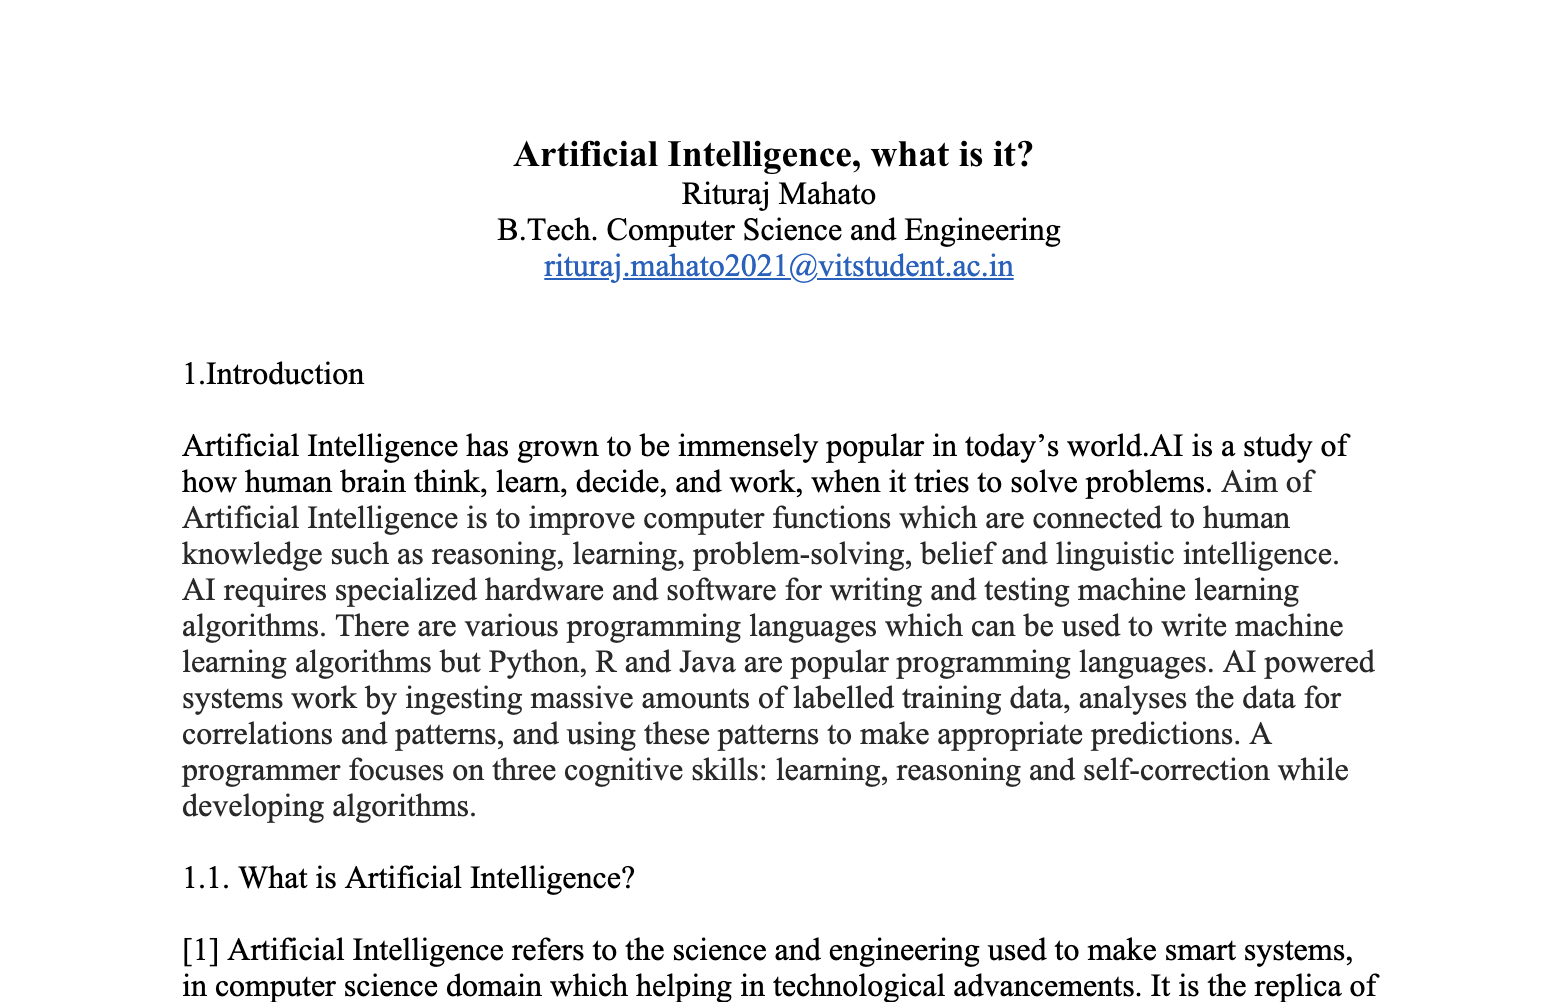 Artificial Intelligence, what is it?
Rituraj Mahato
B.Tech. Computer Science and Engineering
rituraj.mahato2021@vitstudent.ac.in
1.Introduction
Artificial Intelligence has grown to be immensely popular in today’s world.AI is a study of
how human brain think, learn, decide, and work, when it tries to solve problems. Aim of
Artificial Intelligence is to improve computer functions which are connected to human
knowledge such as reasoning, learning, problem-solving, belief and linguistic intelligence.
AI requires specialized hardware and software for writing and testing machine learning
algorithms. There are various programming languages which can be used to write machine
learning algorithms but Python, R and Java are popular programming languages. AI powered
systems work by ingesting massive amounts of labelled training data, analyses the data for
correlations and patterns, and using these patterns to make appropriate predictions. A
programmer focuses on three cognitive skills: learning, reasoning and self-correction while
developing algorithms.
1.1. What is Artificial Intelligence?
[1] Artificial Intelligence refers to the science and engineering used to make smart systems,
in computer science domain which helping in technological advancements. It is the replica of